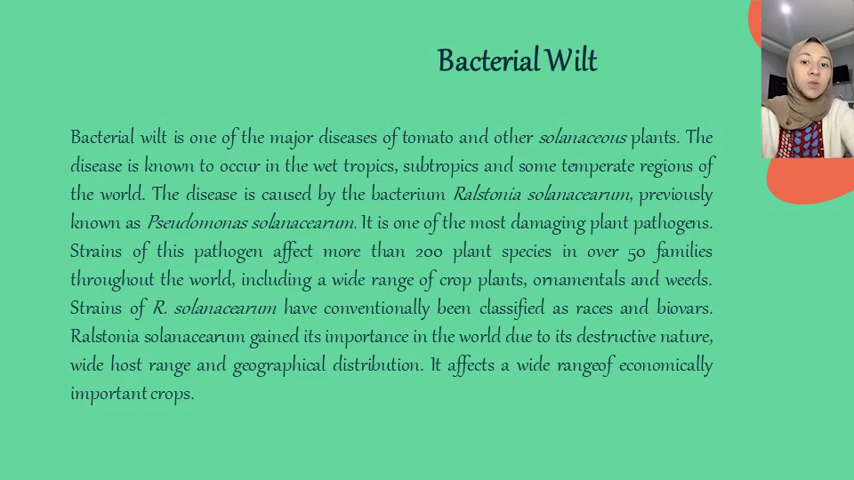 Bacterial Wilt
Bacterial wilt is one of the major diseases of tomato and other solanaceous plants. The
disease is known to occur in the wet tropics, subtropics and some temperate regions of
the world. The disease is caused by the bacterium Ralstonia solanacearum, previously
known as Pseudomonas solanacearum. It is one of the most damaging plant pathogens.
Strains of this pathogen affect more than 200 plant species in over 50 families
throughout the world, including a wide range of crop plants, ornamentals and weeds.
Strains of R. solanacearum have conventionally been classified as races and biovars.
Ralstonia solanacearum gained its importance in the world due to its destructive nature,
wide host range and geographical distribution. It affects a wide rangeof economically
important crops.